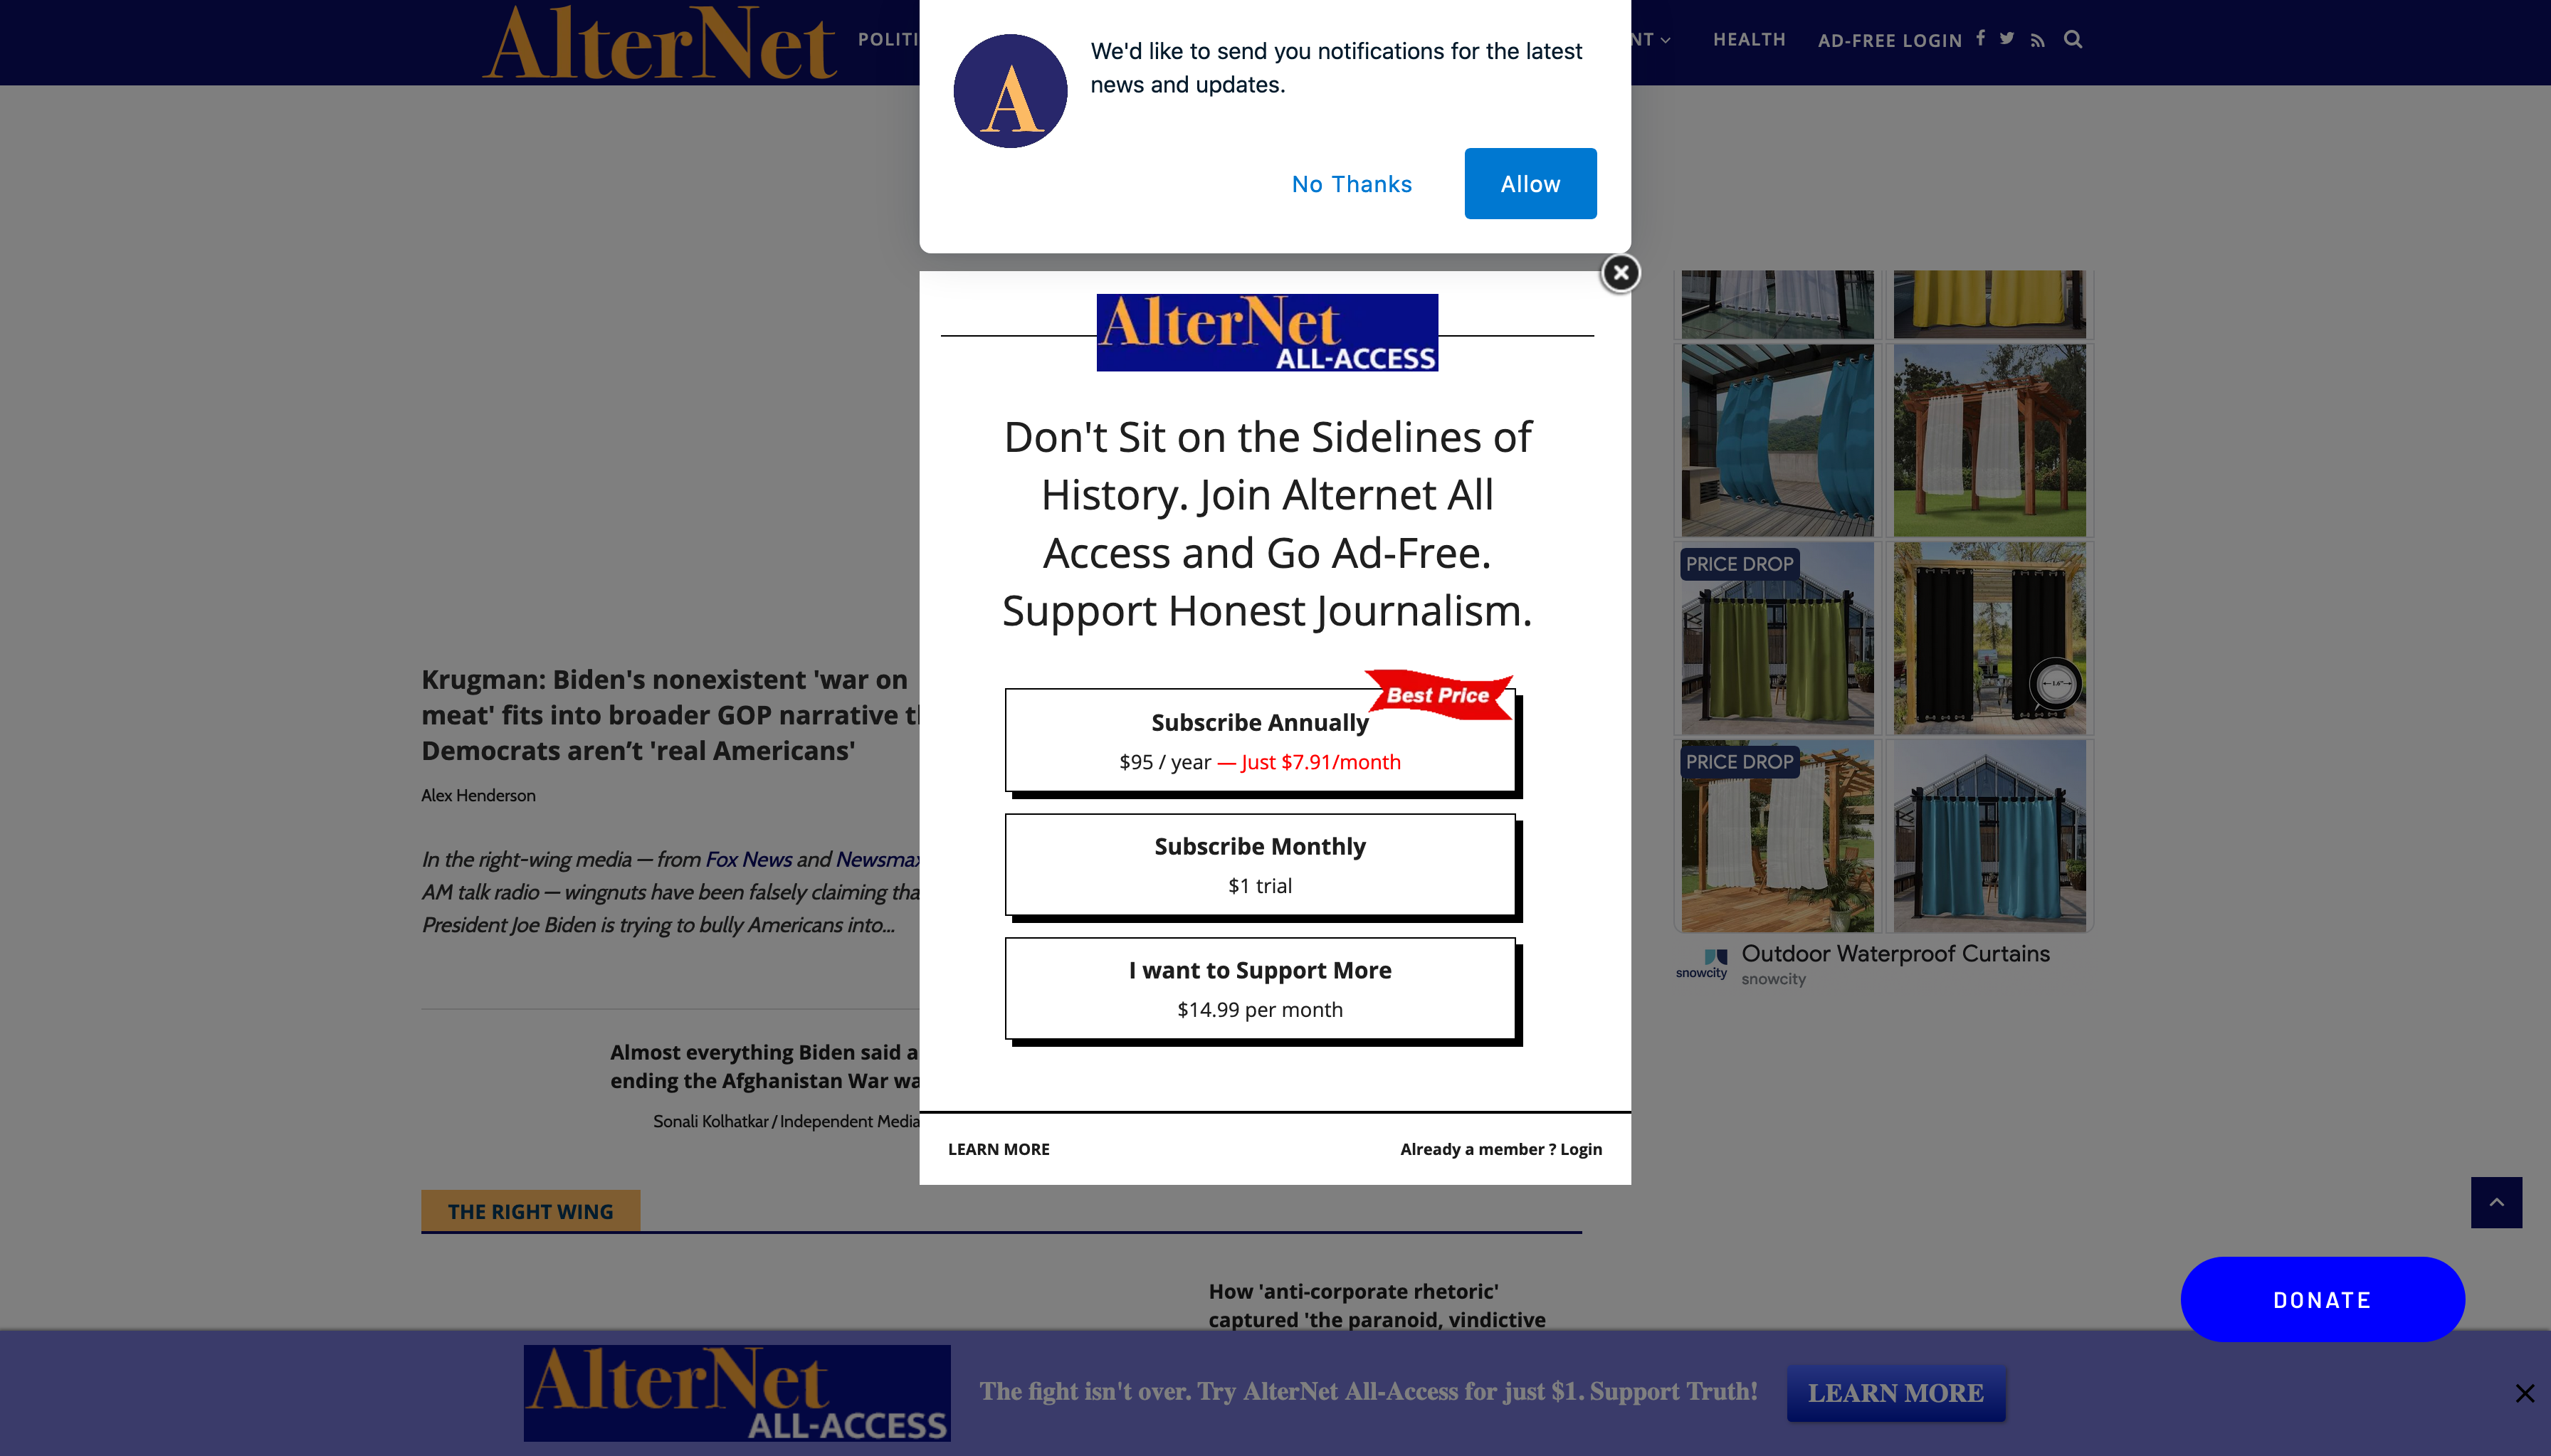 AlterNet
POLITI
NT
HEALTH
AD-FREE LOGIN
A
We'd like to send you notifications for the latest
news and updates.
No Thanks
Allow
AlterNet
ALL-ACCESS
Don't Sit on the Sidelines of
History. Join Alternet All
Access and Go Ad-Free.
Support Honest Journalism.
Best Price
Subscribe Annually
$95 / year — Just $7.91/month
Subscribe Monthly
$1 trial
I want to Support More
$14.99 per month
LEARN MORE
Already a member ? Login
Krugman: Biden's nonexistent 'war on
meat' fits into broader GOP narrative t
Democrats aren’t 'real Americans'
Alex Henderson
In the right-wing media — from Fox News and Newsmax
AM talk radio — wingnuts have been falsely claiming tha
President Joe Biden is trying to bully Americans into...
Almost everything Biden said a
ending the Afghanistan War wa
Sonali Kolhatkar / Independent Media
THE RIGHT WING
How 'anti-corporate rhetoric'
captured 'the paranoid, vindictive
PRICE DROP
1.6"
PRICE DROP
snowcity
Outdoor Waterproof Curtains
snowcity
DONATE
AlterNet
ALL-ACCESS
The fight isn't over. Try AlterNet All-Access for just $1. Support Truth!
LEARN MORE